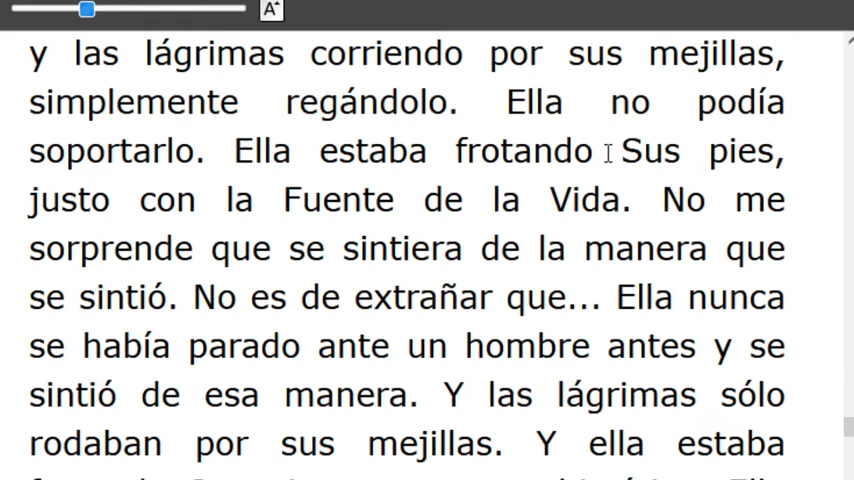 A
y las lágrimas corriendo por sus mejillas,
simplemente regándolo. Ella no podía
soportarlo. Ella estaba frotando Sus pies,
justo con la Fuente de la Vida. No me
sorprende que se sintiera de la manera que
se sintió. No es de extrañar que... Ella nunca
se había parado ante un hombre antes y se
sintió de esa manera. Y las lágrimas sólo
rodaban por sus mejillas. Y ella estaba